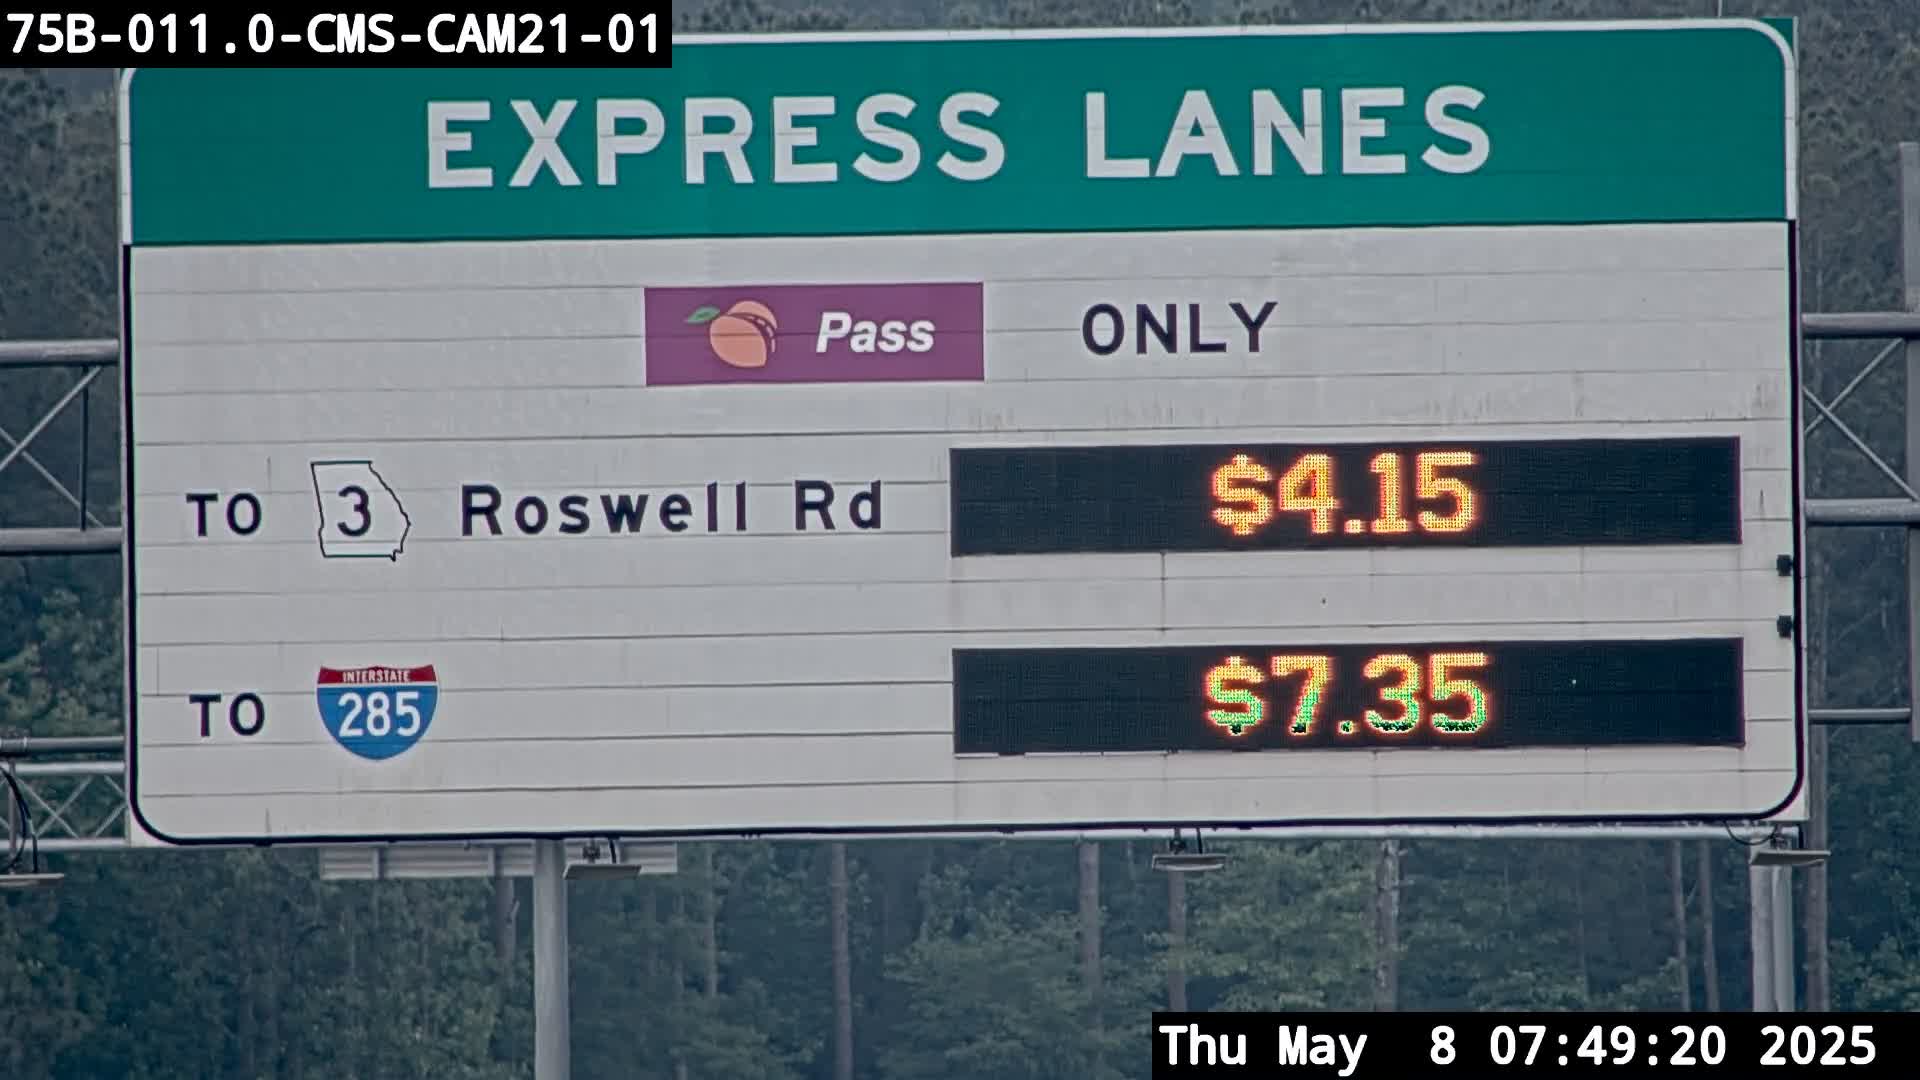 75B-011.0-CMS-CAM21-01
EXPRESS LANES
Pass ONLY
TO 3 Roswell Rd $4.15
TO INTERSTATE 285 $7.35
Thu May 8 07:49:20 2025